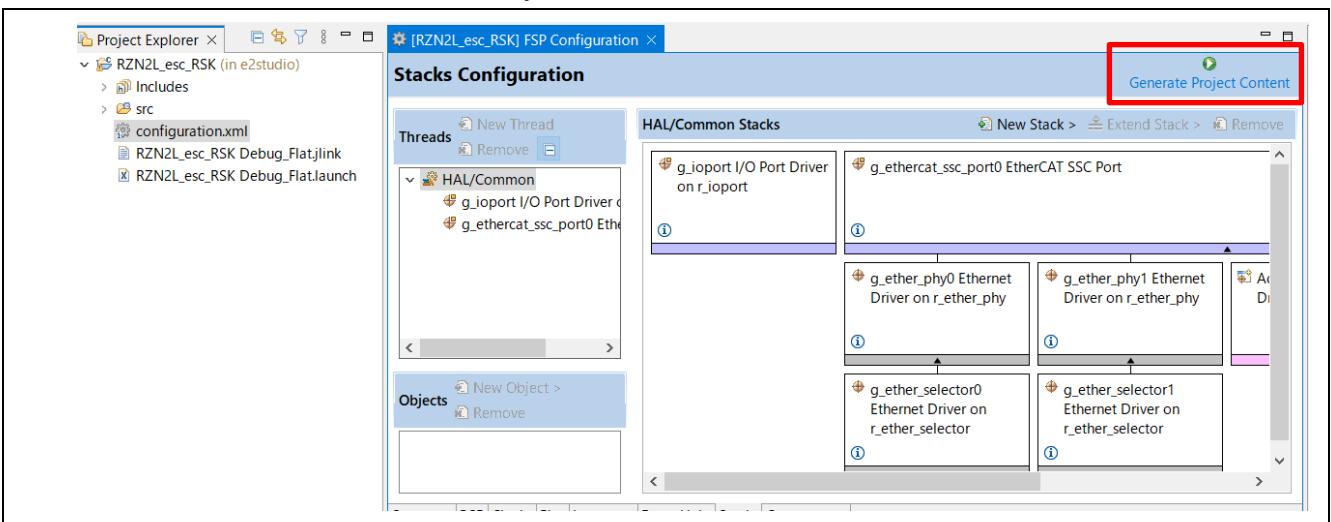 Project Explorer
[RZN2L_esc_RSK] FSP Configuration
RZN2L_esc_RSK (in e2studio)
Includes
src
configuration.xml
RZN2L_esc_RSK Debug_Flat.jlink
RZN2L_esc_RSK Debug_Flat.launch
Stacks Configuration
Generate Project Content
Threads
New Thread
Remove
HAL/Common
g_ioport I/O Port Driver
g_ethercat_ssc_port0
Objects
New Object >
Remove
HAL/Common Stacks
New Stack >
Extend Stack >
Remove
g_ioport I/O Port Driver
on r_ioport
g_ethercat_ssc_port0 EtherCAT SSC Port
g_ether_phy0 Ethernet
Driver on r_ether_phy
g_ether_phy1 Ethernet
Driver on r_ether_phy
g_ether_selector0
Ethernet Driver on
r_ether_selector
g_ether_selector1
Ethernet Driver on
r_ether_selector